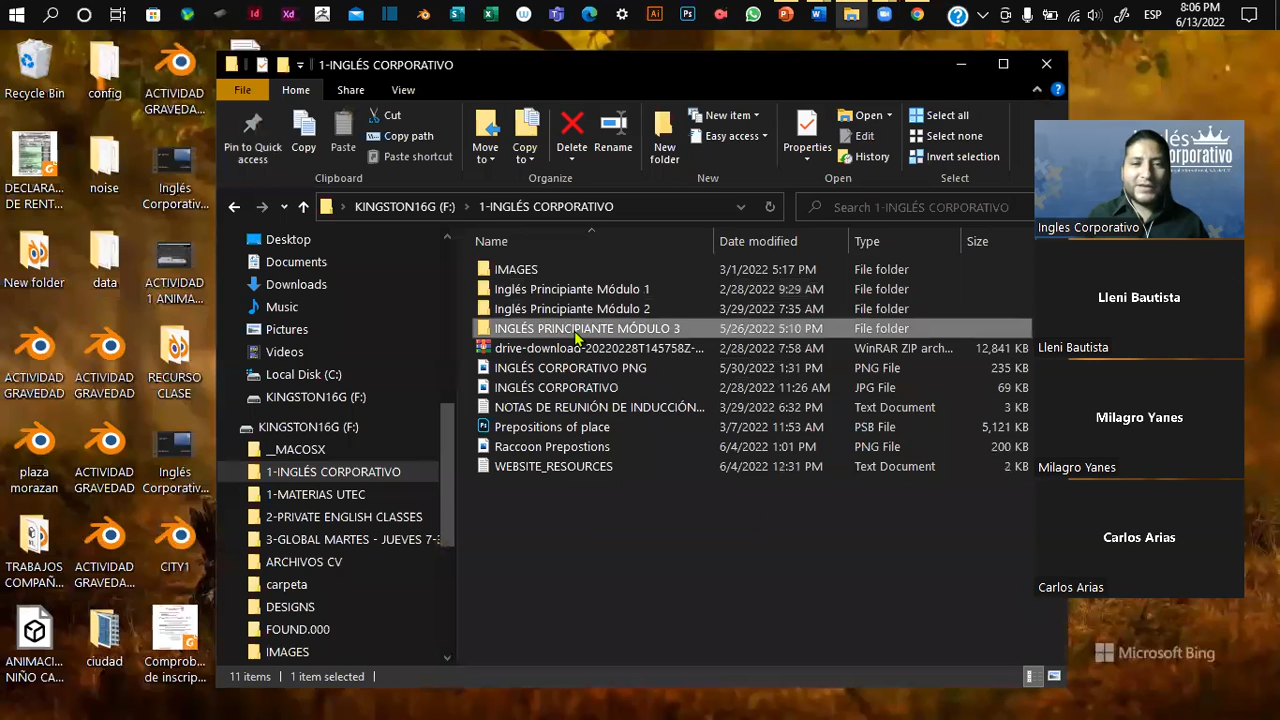 ESP
8:06 PM
6/13/2022
1-INGLÉS CORPORATIVO
File
Home
Share
View
Pin to Quick access
Copy
Paste
Cut
Copy path
Paste shortcut
Clipboard
Move to
Copy to
Delete
Rename
Organize
New folder
New item
Easy access
New
Properties
Open
Edit
History
Open
Select all
Select none
Invert selection
Select
KINGSTON16G (F:)
1-INGLÉS CORPORATIVO
Search 1-INGLÉS CORPORATIVO
Desktop
Documents
Downloads
Music
Pictures
Videos
Local Disk (C:)
KINGSTON16G (F:)
KINGSTON16G (F:)
__MACOSX
1-INGLÉS CORPORATIVO
1-MATERIAS UTEC
2-PRIVATE ENGLISH CLASSES
3-GLOBAL MARTES - JUEVES 7-
ARCHIVOS CV
carpeta
DESIGNS
FOUND.000
IMAGES
Name Date modified Type Size
IMAGES 3/1/2022 5:17 PM File folder
Inglés Principiante Módulo 1 2/28/2022 9:29 AM File folder
Inglés Principiante Módulo 2 3/29/2022 7:35 AM File folder
INGLÉS PRINCIPIANTE MÓDULO 3 5/26/2022 5:10 PM File folder
drive-download-20220228T145758Z-... 2/28/2022 7:58 AM WinRAR ZIP arch... 12,841 KB
INGLÉS CORPORATIVO PNG 5/30/2022 1:31 PM PNG File 235 KB
INGLÉS CORPORATIVO 2/28/2022 11:26 AM JPG File 69 KB
NOTAS DE REUNIÓN DE INDUCCIÓN... 3/29/2022 6:32 PM Text Document 3 KB
Prepositions of place 3/7/2022 11:53 AM PSB File 5,121 KB
Raccoon Prepostions 6/4/2022 1:01 PM PNG File 200 KB
WEBSITE_RESOURCES 6/4/2022 12:31 PM Text Document 2 KB
11 items
1 item selected
Recycle Bin
config
ACTIVIDAD GRAVEDA...
DECLARA... DE RENT...
noise
Inglés Corporativ...
New folder
data
ACTIVIDAD 1 ANIMA...
ACTIVIDAD GRAVEDAD
ACTIVIDAD GRAVEDAD
RECURSO CLASE
plaza morazan
ACTIVIDAD GRAVEDAD
Inglés Corporativ...
TRABAJOS COMPAÑ...
ACTIVIDAD GRAVEDA...
CITY1
ANIMACI... NIÑO CA...
ciudad
Comprob... de inscrip...
Ingles Corporativo
Lleni Bautista
Lleni Bautista
Milagro Yanes
Milagro Yanes
Carlos Arias
Carlos Arias
Microsoft Bing